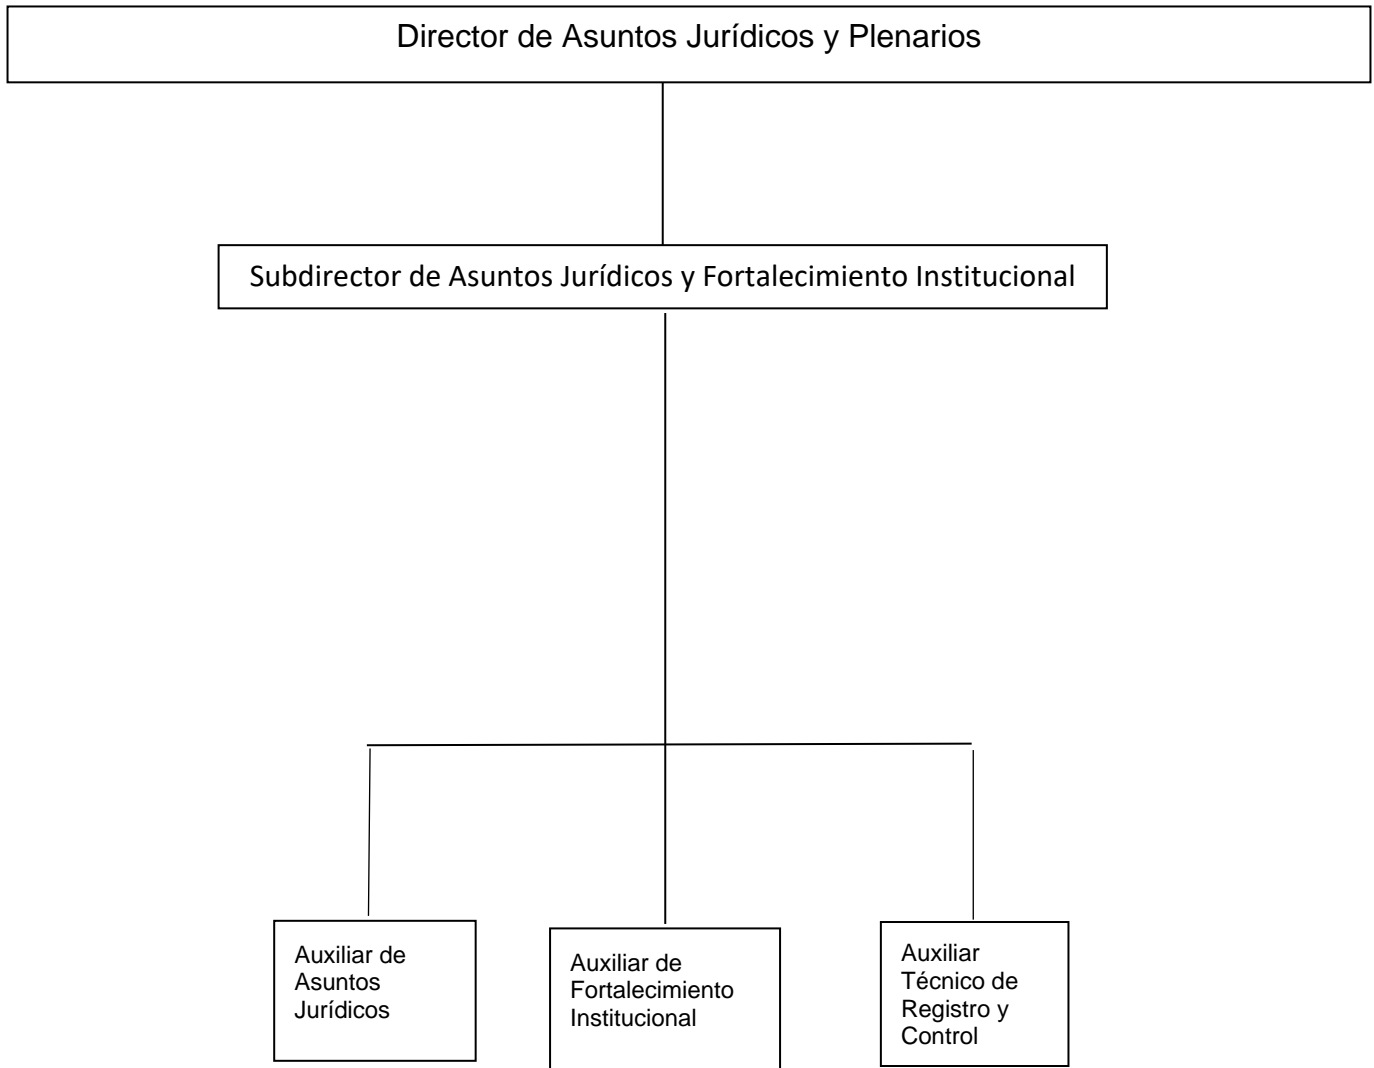 Director de Asuntos Jurídicos y Plenarios
Subdirector de Asuntos Jurídicos y Fortalecimiento Institucional
Auxiliar de
Asuntos
Jurídicos
Auxiliar de
Fortalecimiento
Institucional
Auxiliar
Técnico de
Registro y
Control